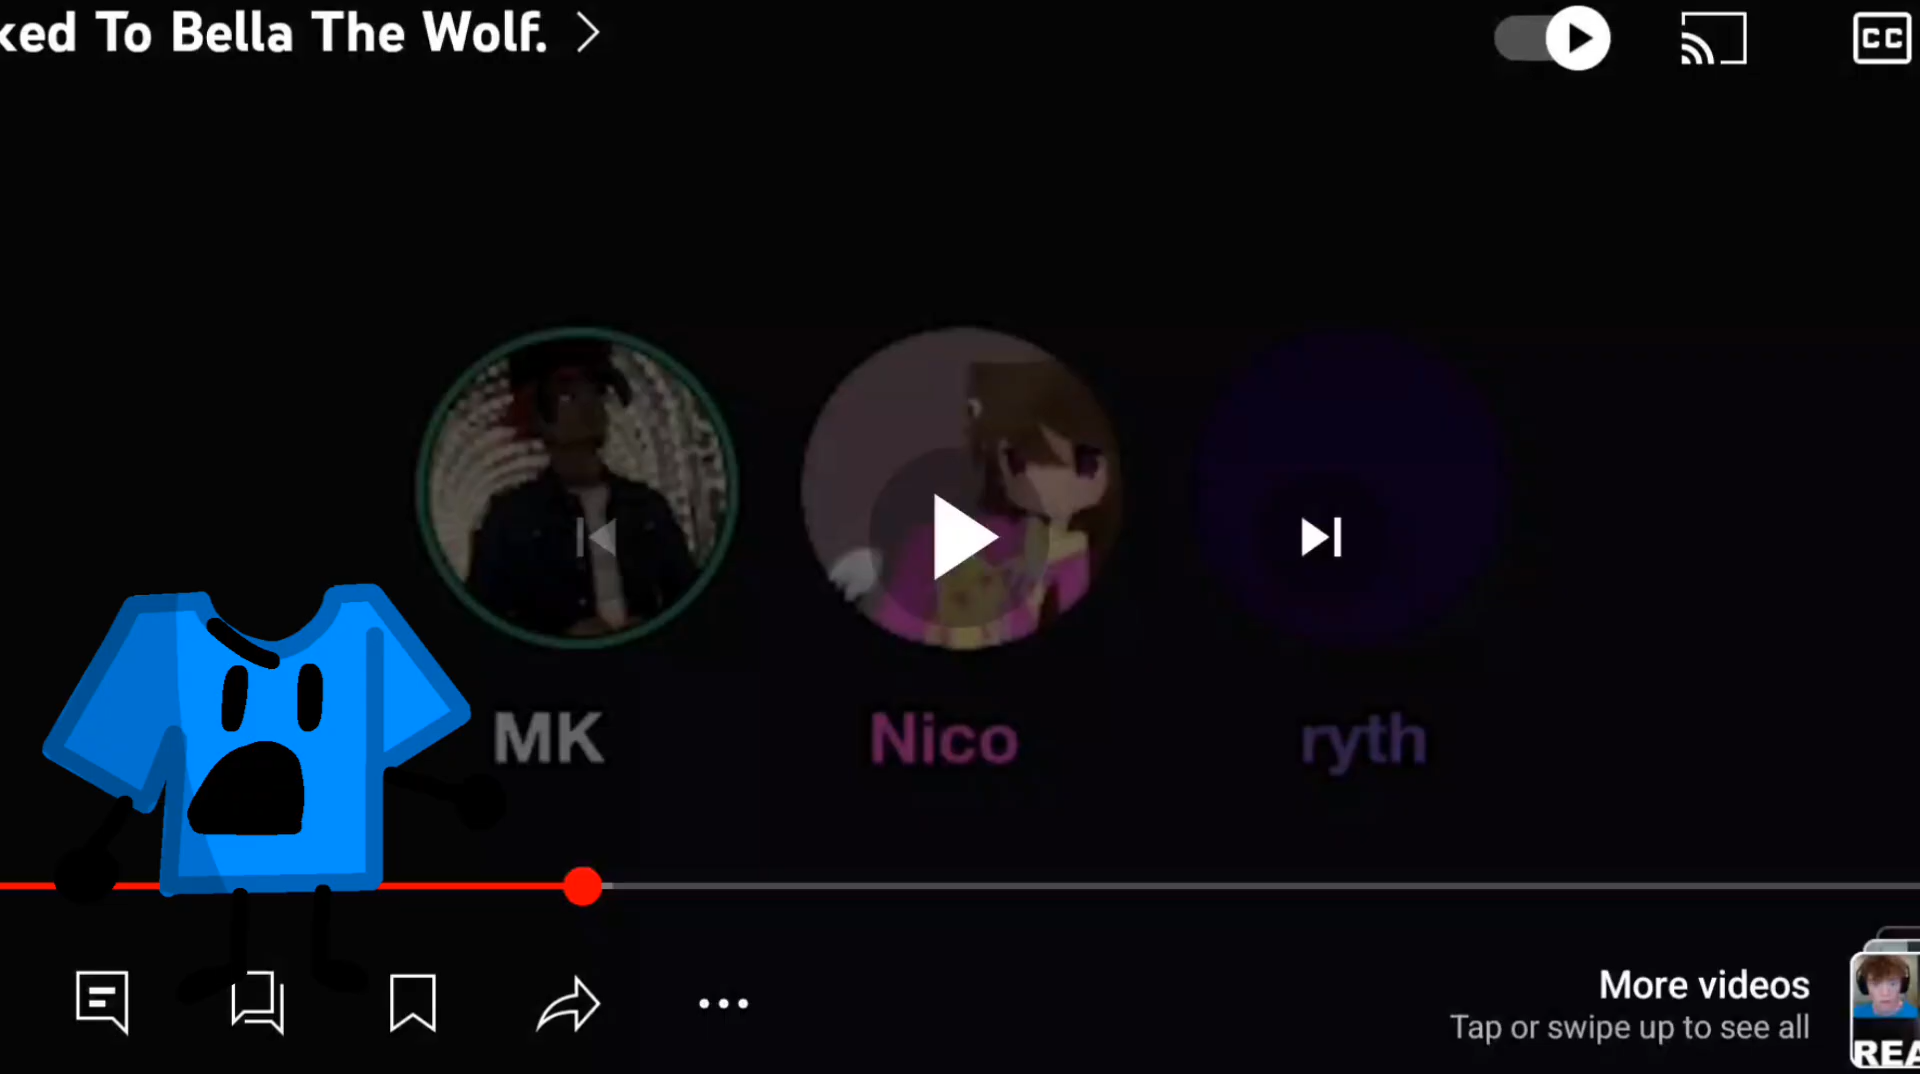 ked To Bella The Wolf.
CC
MK
Nico
ryth
More videos
Tap or swipe up to see all
REA